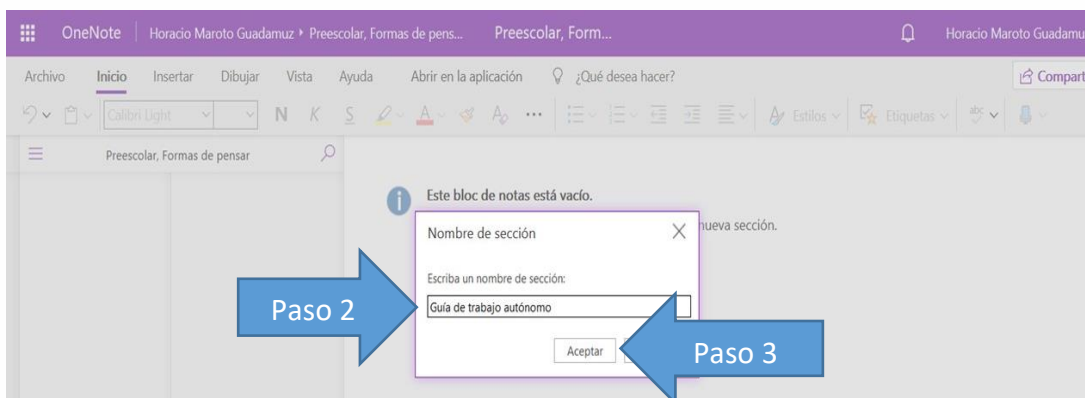 OneNote Horacio Maroto Guadamuz ▸ Preescolar, Formas de pens... Preescolar, Form... Horacio Maroto Guadamu
Archivo Inicio Insertar Dibujar Vista Ayuda Abrir en la aplicación ¿Qué desea hacer? Compart
Calibri Light N K S A A ... Estilos Etiquetas abc
Preescolar, Formas de pensar
Este bloc de notas está vacío.
nueva sección.
Nombre de sección
Escriba un nombre de sección:
Paso 2
Guía de trabajo autónomo
Aceptar
Paso 3